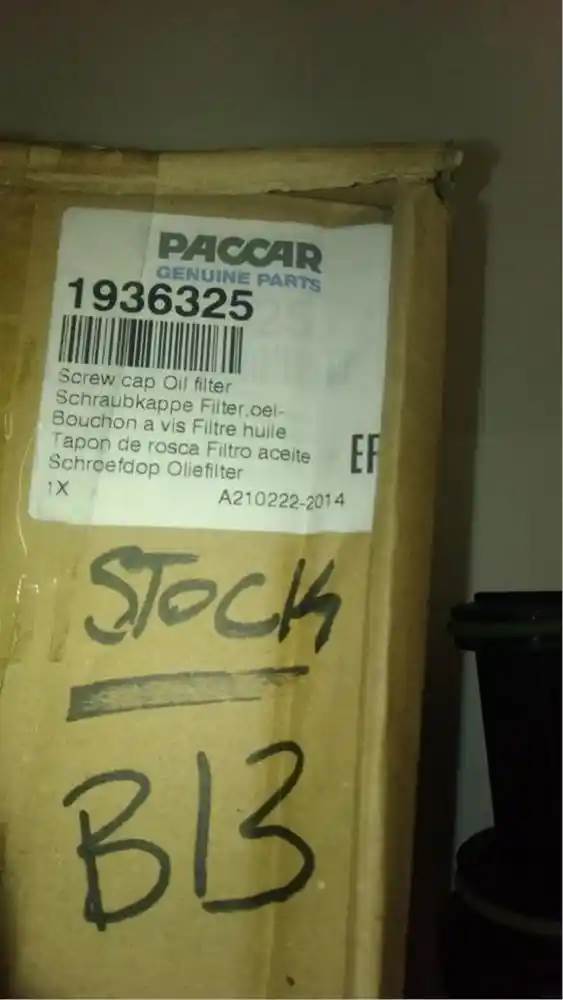 PACCAR
GENUINE PARTS
1936325
Screw cap Oil filter
Schraubkappe Filter,oel-
Bouchon a vis Filtre huile
Tapon de rosca Filtro aceite
Schroefdop Oliefilter
1X
A210222-2014
STOCK
B13